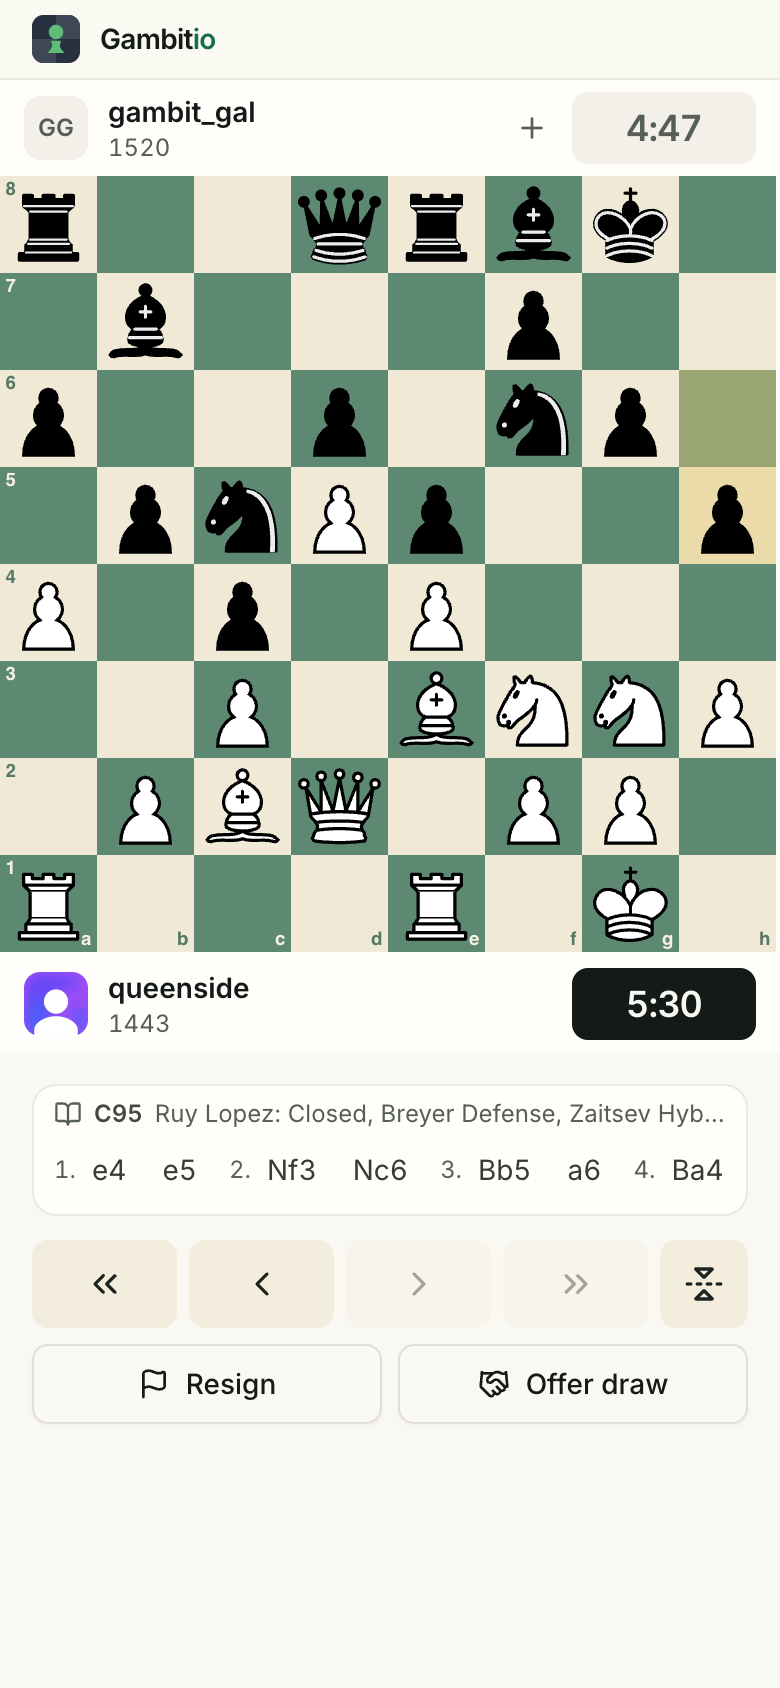 Gambitio
GG
gambit_gal
1520
4:47
8
7
6
5
4
3
2
1
a
b
c
d
e
f
g
h
queenside
1443
5:30
C95 Ruy Lopez: Closed, Breyer Defense, Zaitsev Hyb...
1. e4 e5 2. Nf3 Nc6 3. Bb5 a6 4. Ba4
Resign
Offer draw